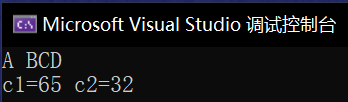 Microsoft Visual Studio 调试控制台
A BCD
c1=65 c2=32